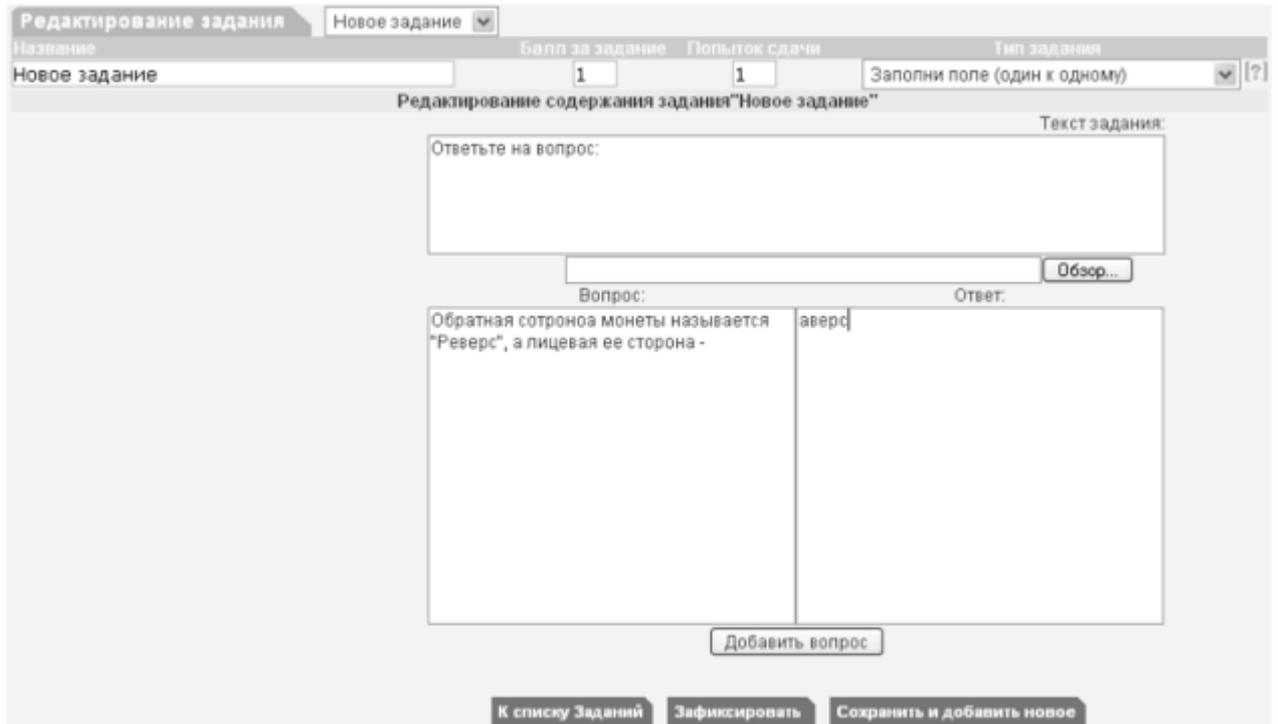 Редактирование задания Новое задание
Название Балл за задание Попыток сдачи Тип задания
Новое задание 1 1 Заполни поле (один к одному) [?]
Редактирование содержания задания"Новое задание"
Текст задания:
Ответьте на вопрос:
Обзор...
Вопрос: Ответ:
Обратная сотроноа монеты называется аверс
"Реверс", а лицевая ее сторона -
Добавить вопрос
К списку Заданий Зафиксировать Сохранить и добавить новое